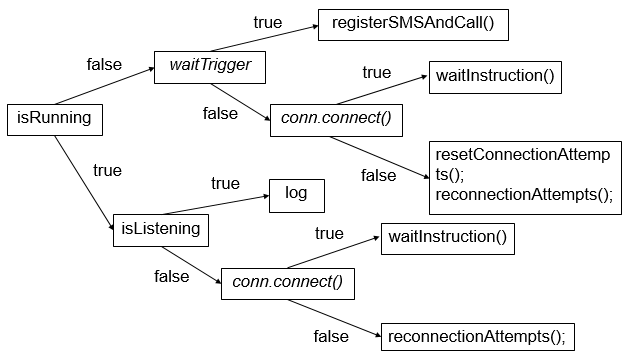 true
registerSMSAndCall()
false
waitTrigger
true
waitInstruction()
isRunning
false
conn.connect()
true
false
resetConnectionAttemp
ts();
reconnectionAttempts();
true
log
isListening
true
waitInstruction()
false
conn.connect()
false
reconnectionAttempts();